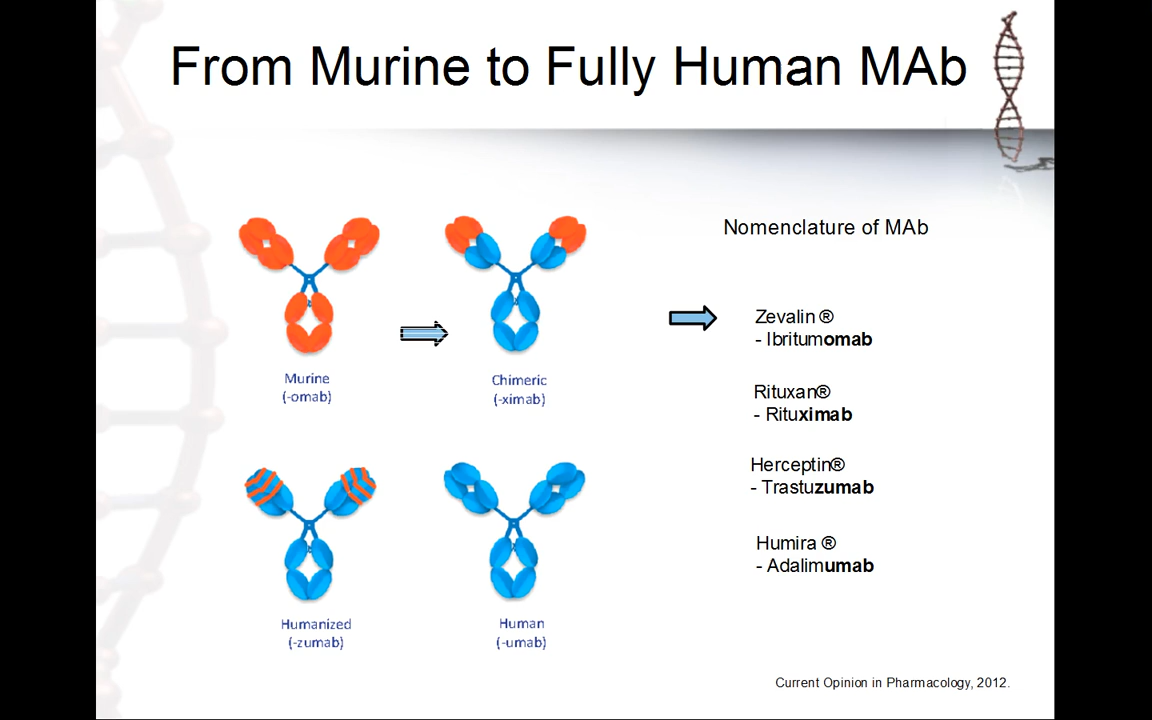 From Murine to Fully Human MAb
Murine
(-omab)
Chimeric
(-ximab)
Humanized
(-zumab)
Human
(-umab)
Nomenclature of MAb
Zevalin ®
- Ibritumomab
Rituxan®
- Rituximab
Herceptin®
- Trastuzumab
Humira ®
- Adalimumab
Current Opinion in Pharmacology, 2012.